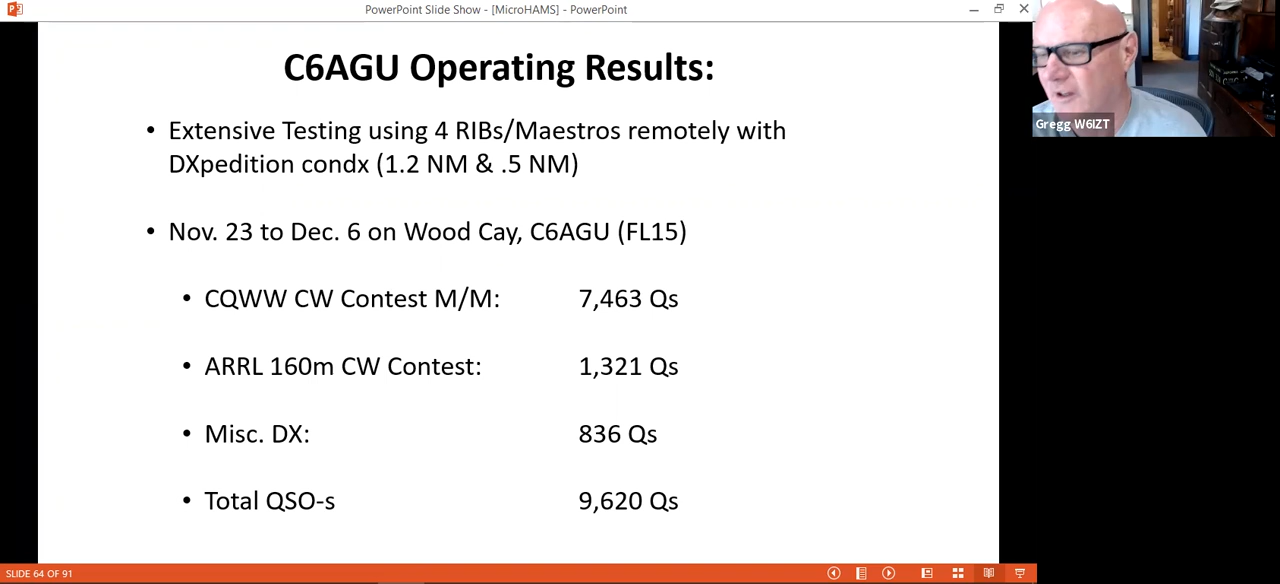 PowerPoint Slide Show - [MicroHAMS] - PowerPoint
C6AGU Operating Results:
• Extensive Testing using 4 RIBs/Maestros remotely with
DXpedition condx (1.2 NM & .5 NM)
• Nov. 23 to Dec. 6 on Wood Cay, C6AGU (FL15)
• CQWW CW Contest M/M: 7,463 Qs
• ARRL 160m CW Contest: 1,321 Qs
• Misc. DX: 836 Qs
• Total QSO-s 9,620 Qs
Gregg W6IZT
SLIDE 64 OF 91